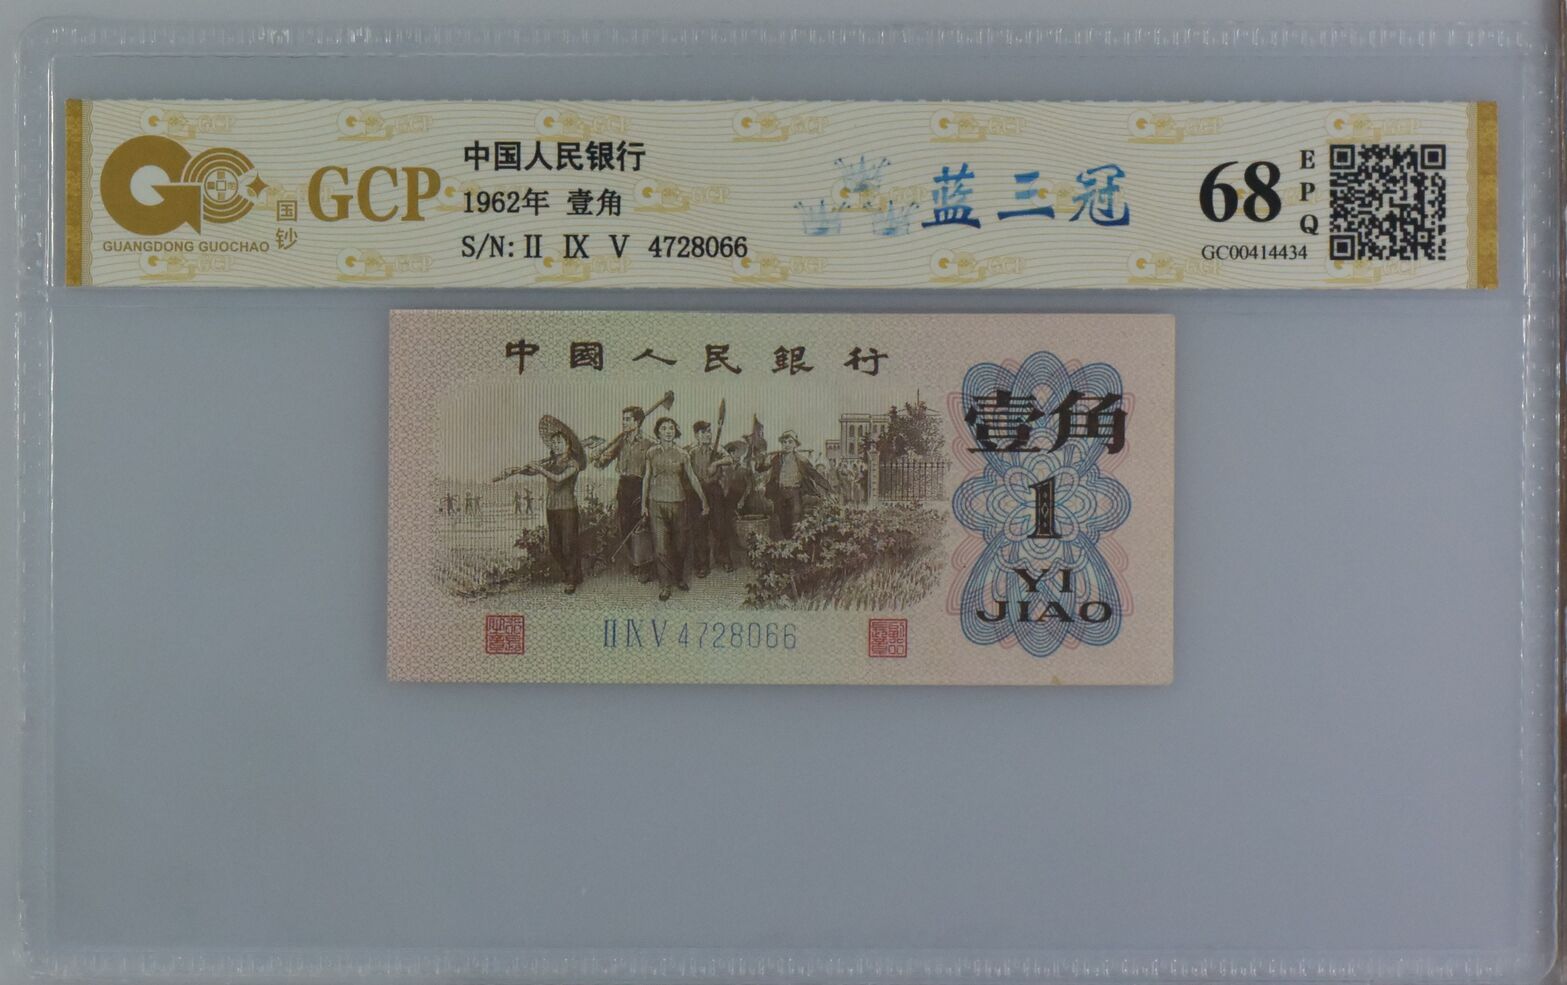 GUANGDONG GUOCHAO
国钞
GCP
中国人民银行
1962年 壹角
S/N: II IX V 4728066
蓝三冠
68
EPQ
GC00414434
中國人民銀行
壹角
1
YI
JIAO
II IX V 4728066